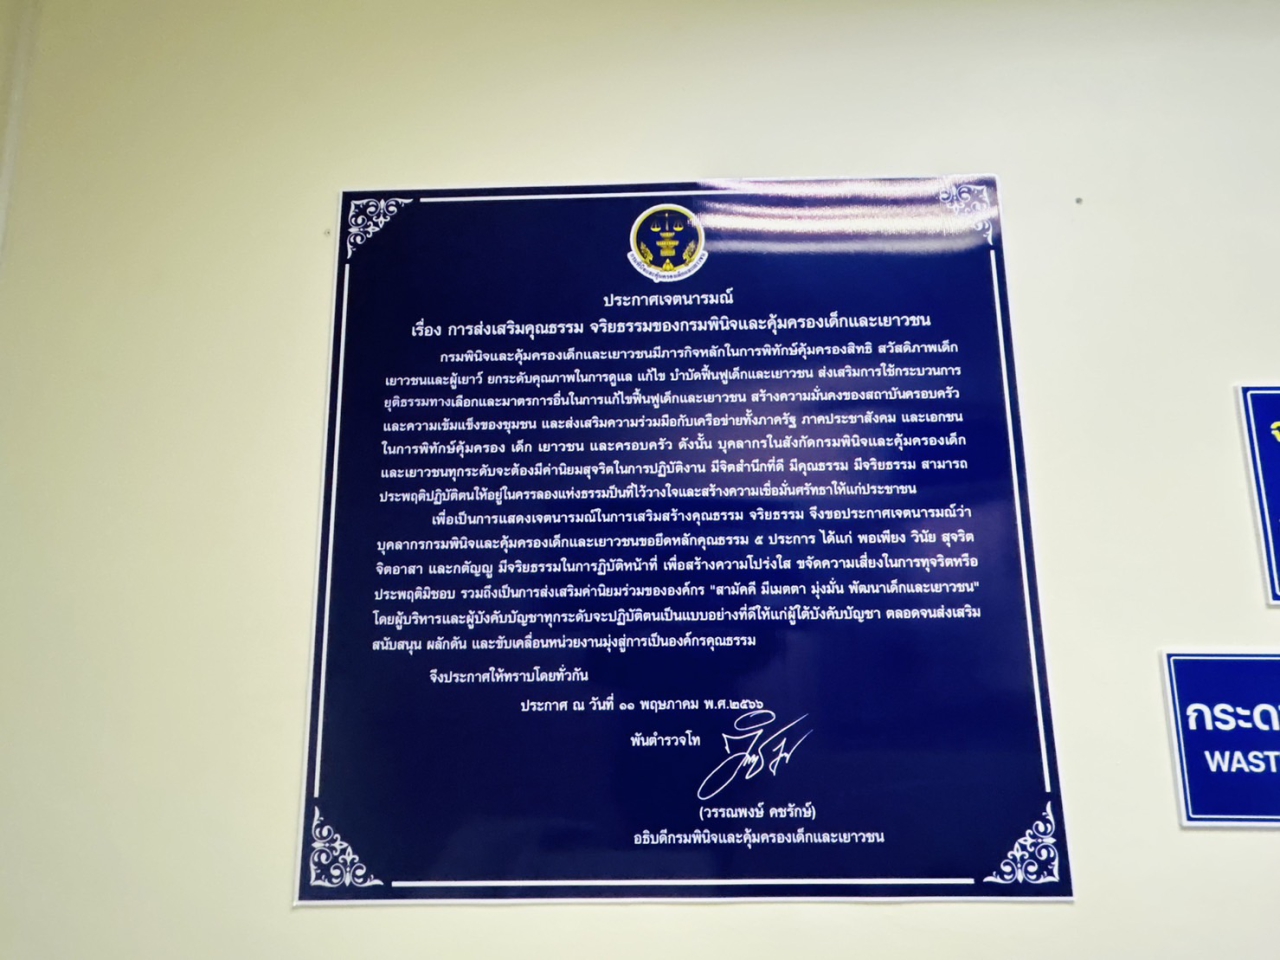 ประกาศเจตนารมณ์
เรื่อง การส่งเสริมคุณธรรม จริยธรรมของกรมพินิจและคุ้มครองเด็กและเยาวชน
กรมพินิจและคุ้มครองเด็กและเยาวชนมีภารกิจหลักในการพิทักษ์คุ้มครองสิทธิ สวัสดิภาพเด็ก
เยาวชนและผู้เยาว์ ยกระดับคุณภาพในการดูแล แก้ไข บำบัดฟื้นฟูเด็กและเยาวชน ส่งเสริมการใช้กระบวนการ
ยุติธรรมทางเลือกและมาตรการอื่นในการแก้ไขฟื้นฟูเด็กและเยาวชน สร้างความมั่นคงของสถาบันครอบครัว
และความเข้มแข็งของชุมชน และส่งเสริมความร่วมมือกับเครือข่ายทั้งภาครัฐ ภาคประชาสังคม และเอกชน
ในการพิทักษ์คุ้มครอง เด็ก เยาวชน และครอบครัว ดังนั้น บุคลากรในสังกัดกรมพินิจและคุ้มครองเด็ก
และเยาวชนทุกระดับจะต้องมีค่านิยมสุจริตในการปฏิบัติงาน มีจิตสำนึกที่ดี มีคุณธรรม มีจริยธรรม สามารถ
ประพฤติปฏิบัติตนให้อยู่ในครรลองแห่งธรรมเป็นที่ไว้วางใจและสร้างความเชื่อมั่นศรัทธาให้แก่ประชาชน
เพื่อเป็นการแสดงเจตนารมณ์ในการเสริมสร้างคุณธรรม จริยธรรม จึงขอประกาศเจตนารมณ์ว่า
บุคลากรกรมพินิจและคุ้มครองเด็กและเยาวชนขอยึดหลักคุณธรรม ๕ ประการ ได้แก่ พอเพียง วินัย สุจริต
จิตอาสา และกตัญญู มีจริยธรรมในการฏิบัติหน้าที่ เพื่อสร้างความโปร่งใส ขจัดความเสี่ยงในการทุจริตหรือ
ประพฤติมิชอบ รวมถึงเป็นการส่งเสริมค่านิยมร่วมขององค์กร "สามัคคี มีเมตตา มุ่งมั่น พัฒนาเด็กและเยาวชน"
โดยผู้บริหารและผู้บังคับบัญชาทุกระดับจะปฏิบัติตนเป็นแบบอย่างที่ดีให้แก่ผู้ใต้บังคับบัญชา ตลอดจนส่งเสริม
สนับสนุน ผลักดัน และขับเคลื่อนหน่วยงานมุ่งสู่การเป็นองค์กรคุณธรรม
จึงประกาศให้ทราบโดยทั่วกัน
ประกาศ ณ วันที่ ๑๑ พฤษภาคม พ.ศ.๒๕๖๖
พันตำรวจโท
(วรรณพงษ์ คชรักษ์)
อธิบดีกรมพินิจและคุ้มครองเด็กและเยาวชน
กระดา
WAST